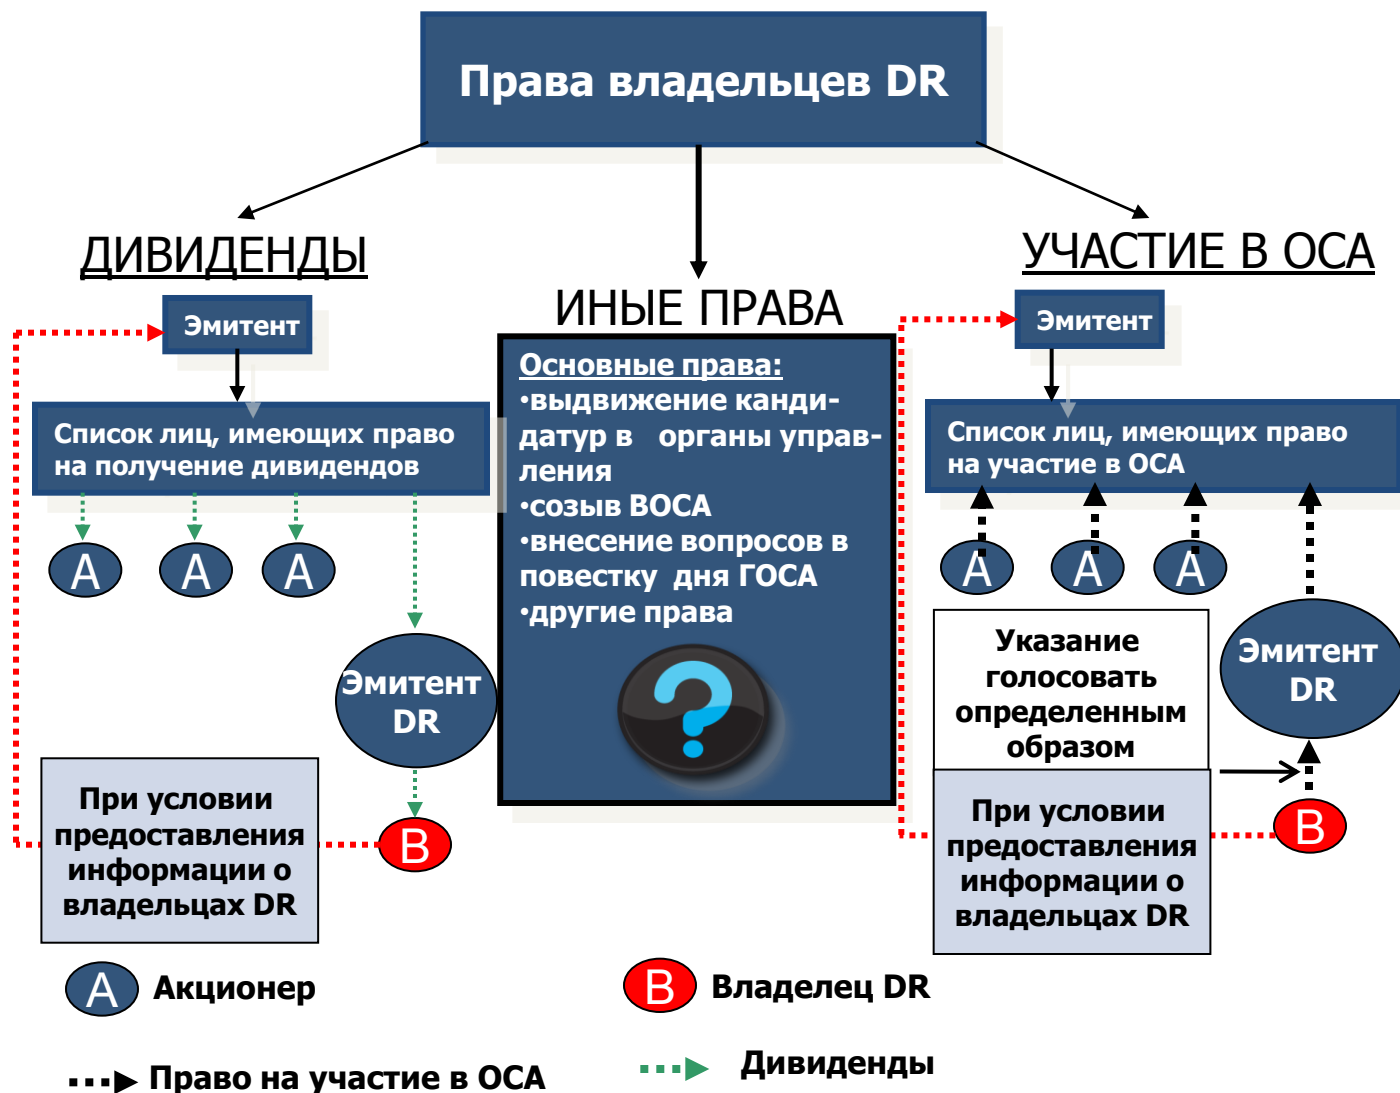 Права владельцев DR
ДИВИДЕНДЫ
Эмитент
Список лиц, имеющих право
на получение дивидендов
А
А
А
Эмитент
DR
При условии
предоставления
информации о
владельцах DR
В
ИНЫЕ ПРАВА
Основные права:
•выдвижение канди-
датур в органы управ-
ления
•созыв ВОСА
•внесение вопросов в
повестку дня ГОСА
•другие права
?
УЧАСТИЕ В ОСА
Эмитент
Список лиц, имеющих право
на участие в ОСА
А
А
А
Указание
голосовать
определенным
образом
Эмитент
DR
При условии
предоставления
информации о
владельцах DR
В
А Акционер
В Владелец DR
Право на участие в ОСА
Дивиденды